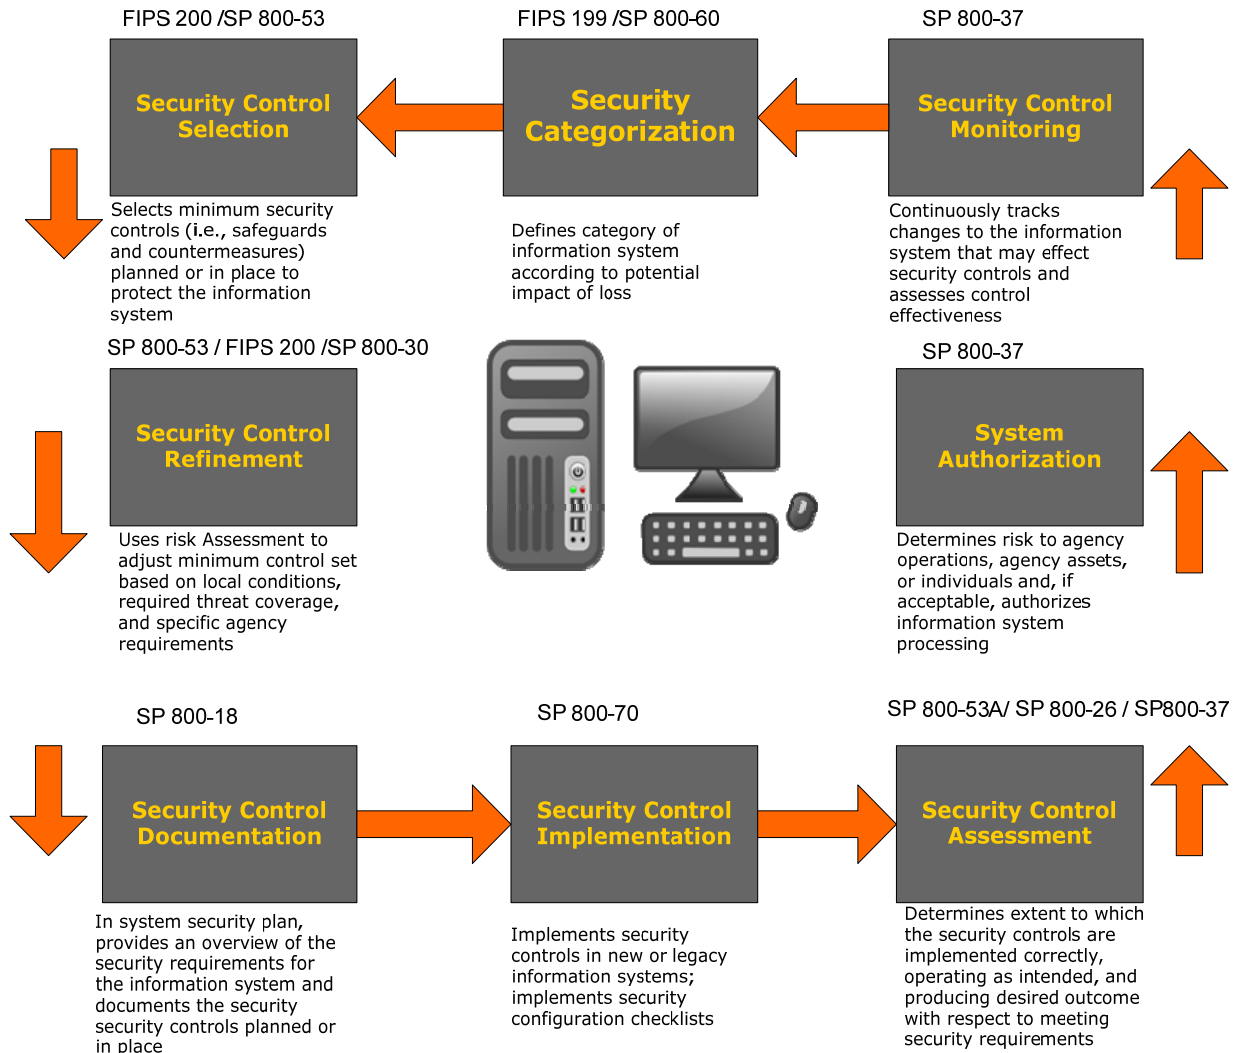 FIPS 200 /SP 800-53
Security Control
Selection
Selects minimum security
controls (i.e., safeguards
and countermeasures)
planned or in place to
protect the information
system
FIPS 199 /SP 800-60
Security
Categorization
Defines category of
information system
according to potential
impact of loss
SP 800-37
Security Control
Monitoring
Continuously tracks
changes to the information
system that may effect
security controls and
assesses control
effectiveness
SP 800-53 / FIPS 200 /SP 800-30
Security Control
Refinement
Uses risk Assessment to
adjust minimum control set
based on local conditions,
required threat coverage,
and specific agency
requirements
SP 800-37
System
Authorization
Determines risk to agency
operations, agency assets,
or individuals and, if
acceptable, authorizes
information system
processing
SP 800-18
Security Control
Documentation
In system security plan,
provides an overview of the
security requirements for
the information system and
documents the security
security controls planned or
in place
SP 800-70
Security Control
Implementation
Implements security
controls in new or legacy
information systems;
implements security
configuration checklists
SP 800-53A/ SP 800-26 / SP800-37
Security Control
Assessment
Determines extent to which
the security controls are
implemented correctly,
operating as intended, and
producing desired outcome
with respect to meeting
security requirements